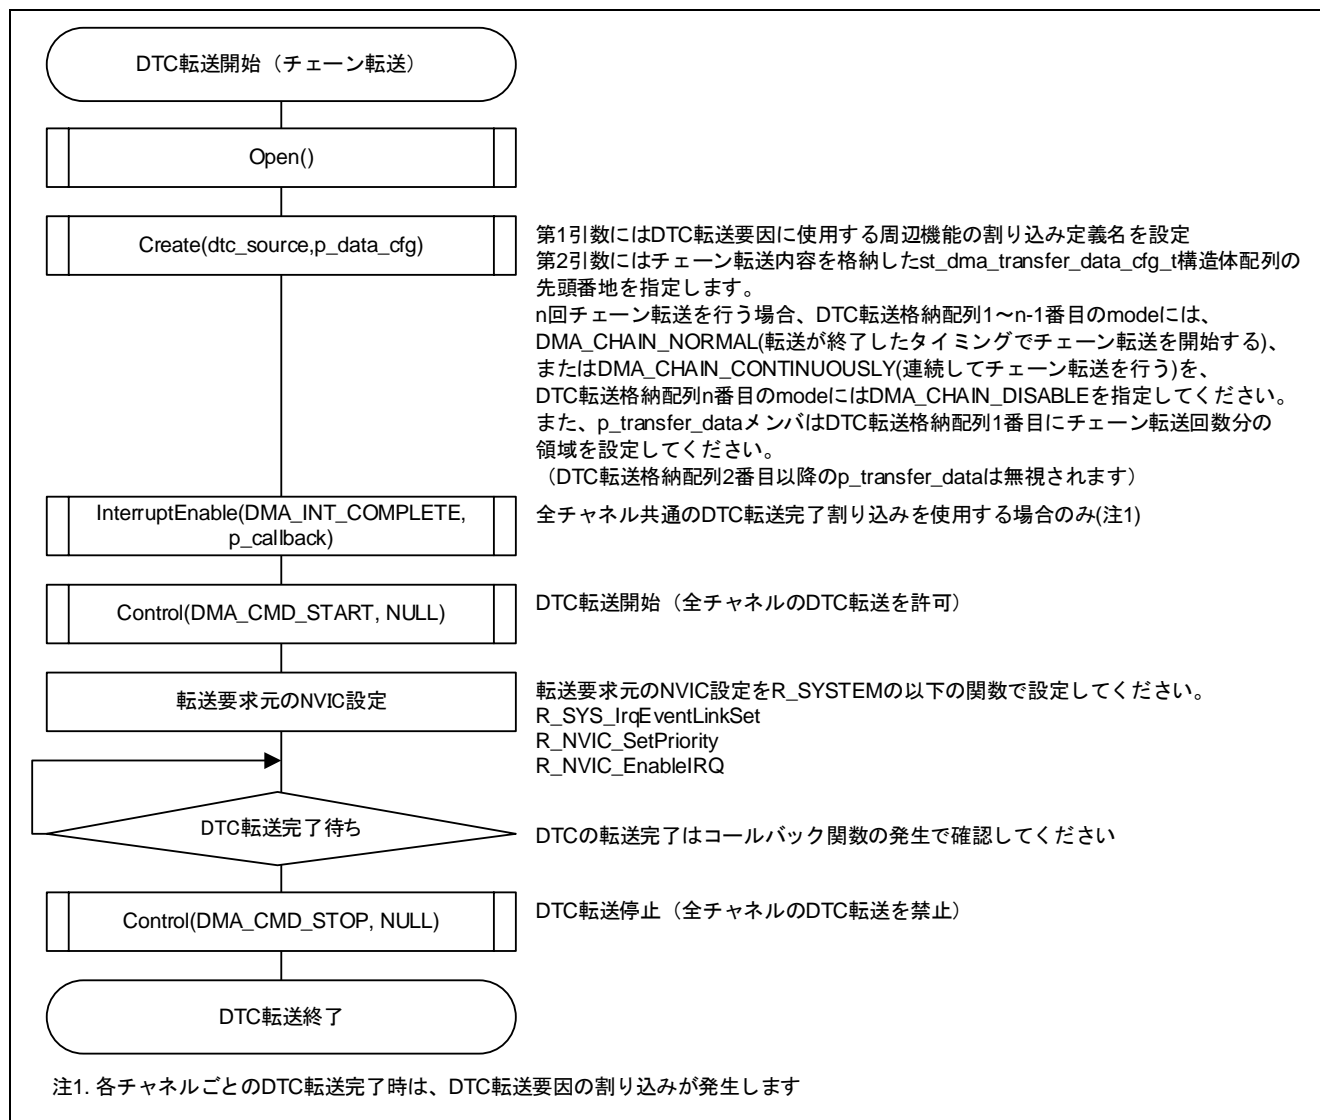 DTC転送開始（チェーン転送）
Open()
Create(dtc_source,p_data_cfg)
第1引数にはDTC転送要因に使用する周辺機能の割り込み定義名を設定
第2引数にはチェーン転送内容を格納したst_dma_transfer_data_cfg_t構造体配列の
先頭番地を指定します。
n回チェーン転送を行う場合、DTC転送格納配列1～n-1番目のmodeには、
DMA_CHAIN_NORMAL(転送が終了したタイミングでチェーン転送を開始する)、
またはDMA_CHAIN_CONTINUOUSLY(連続してチェーン転送を行う)を、
DTC転送格納配列n番目のmodeにはDMA_CHAIN_DISABLEを指定してください。
また、p_transfer_dataメンバはDTC転送格納配列1番目にチェーン転送回数分の
領域を設定してください。
（DTC転送格納配列2番目以降のp_transfer_dataは無視されます）
InterruptEnable(DMA_INT_COMPLETE,
p_callback)
全チャネル共通のDTC転送完了割り込みを使用する場合のみ(注1)
Control(DMA_CMD_START, NULL)
DTC転送開始（全チャネルのDTC転送を許可）
転送要求元のNVIC設定
転送要求元のNVIC設定をR_SYSTEMの以下の関数で設定してください。
R_SYS_IrqEventLinkSet
R_NVIC_SetPriority
R_NVIC_EnableIRQ
DTC転送完了待ち
DTCの転送完了はコールバック関数の発生で確認してください
Control(DMA_CMD_STOP, NULL)
DTC転送停止（全チャネルのDTC転送を禁止）
DTC転送終了
注1. 各チャネルごとのDTC転送完了時は、DTC転送要因の割り込みが発生します